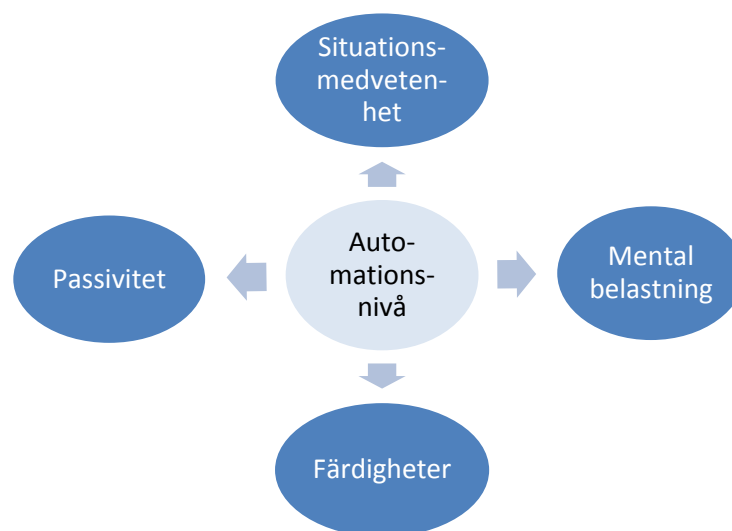 Situations-
medveten-
het
Passivitet
Auto-
mations-
nivå
Mental
belastning
Färdigheter